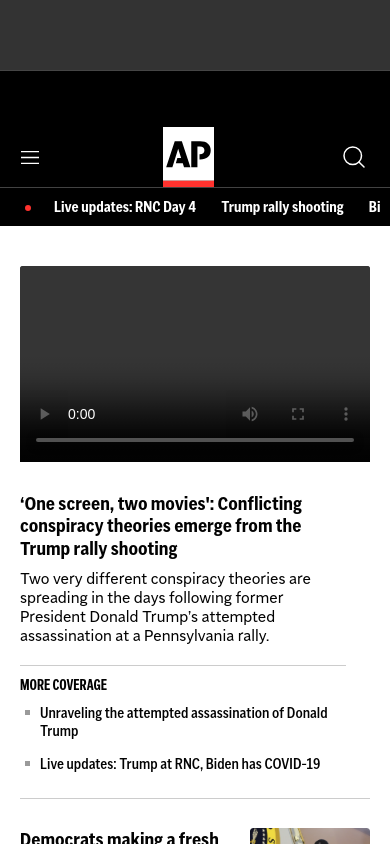 AP
Live updates: RNC Day 4 Trump rally shooting Bi
0:00
‘One screen, two movies': Conflicting
conspiracy theories emerge from the
Trump rally shooting
Two very different conspiracy theories are
spreading in the days following former
President Donald Trump's attempted
assassination at a Pennsylvania rally.
MORE COVERAGE
Unraveling the attempted assassination of Donald
Trump
Live updates: Trump at RNC, Biden has COVID-19
Democrats making a fresh